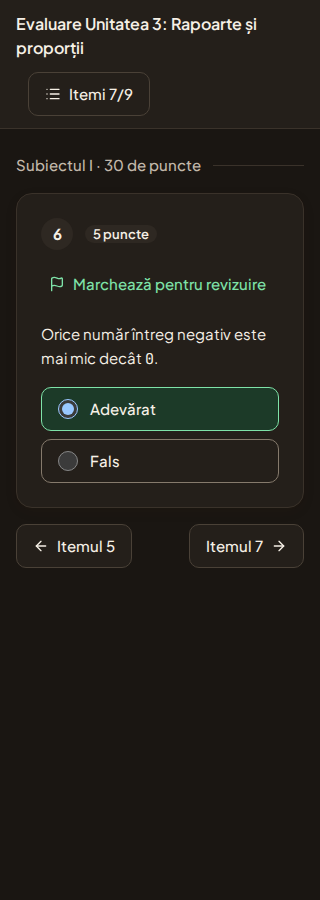 Evaluare Unitatea 3: Rapoarte și
proporții
Itemi 7/9
Subiectul I · 30 de puncte
6
5 puncte
Marchează pentru revizuire
Orice număr întreg negativ este
mai mic decât 0.
Adevărat
Fals
Itemul 5
Itemul 7